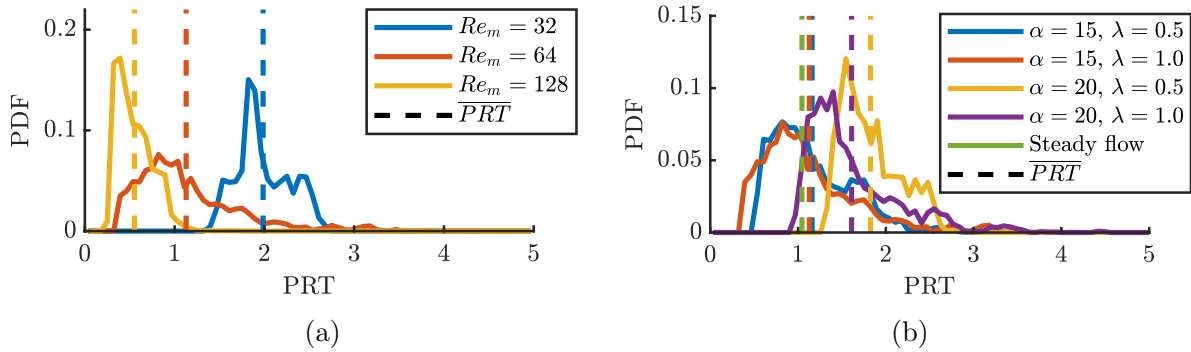 0.2
0.1
0
PDF
0 1 2 3 4 5
PRT
Re_m = 32
Re_m = 64
Re_m = 128
\overline{PRT}
(a)
0.15
0.1
0.05
0
PDF
0 1 2 3 4 5
PRT
α = 15, λ = 0.5
α = 15, λ = 1.0
α = 20, λ = 0.5
α = 20, λ = 1.0
Steady flow
\overline{PRT}
(b)